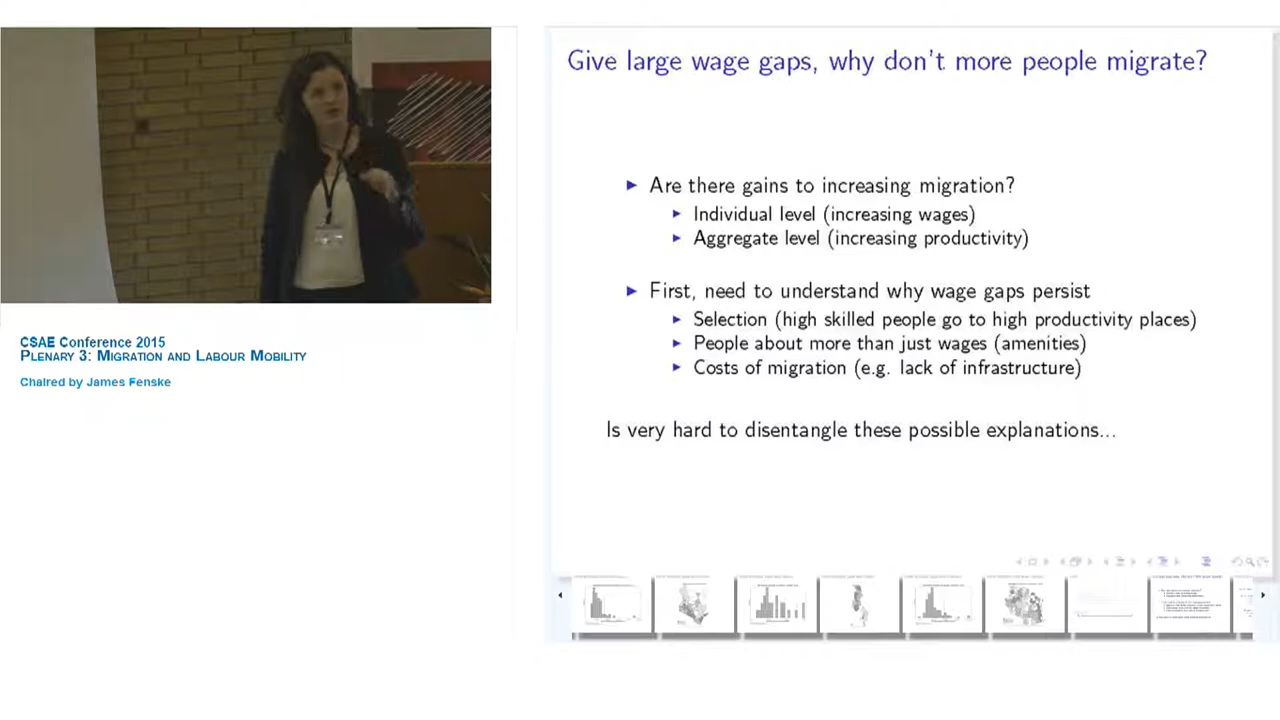 Give large wage gaps, why don't more people migrate?
Are there gains to increasing migration?
Individual level (increasing wages)
Aggregate level (increasing productivity)
First, need to understand why wage gaps persist
Selection (high skilled people go to high productivity places)
People about more than just wages (amenities)
Costs of migration (e.g. lack of infrastructure)
Is very hard to disentangle these possible explanations...
CSAE Conference 2015
Plenary 3: Migration and Labour Mobility
Chaired by James Fenske